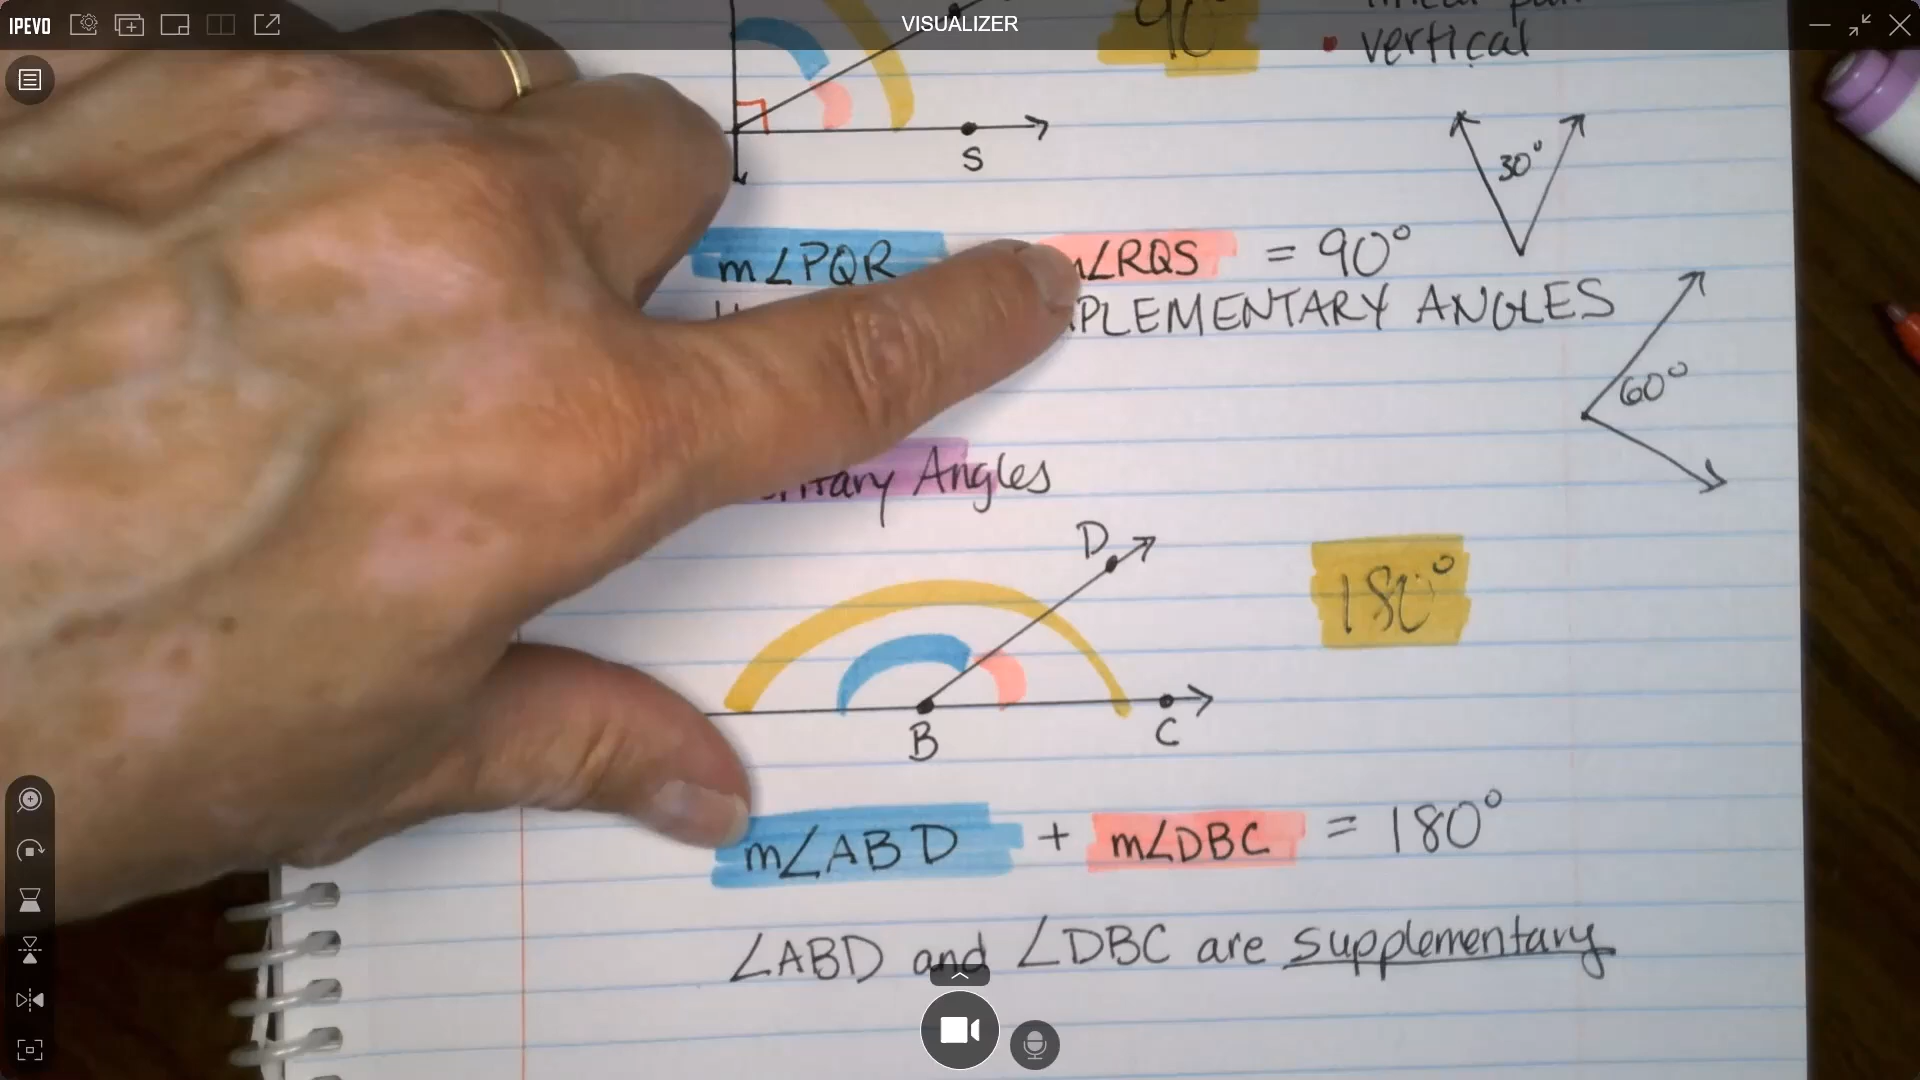 IPEVO
VISUALIZER
90°
• vertical
S
30°
m∠PQR
m∠RQS = 90°
PLEMENTARY ANGLES
60°
Angles
D
180°
B
C
m∠ABD + m∠DBC = 180°
∠ABD and ∠DBC are supplementary